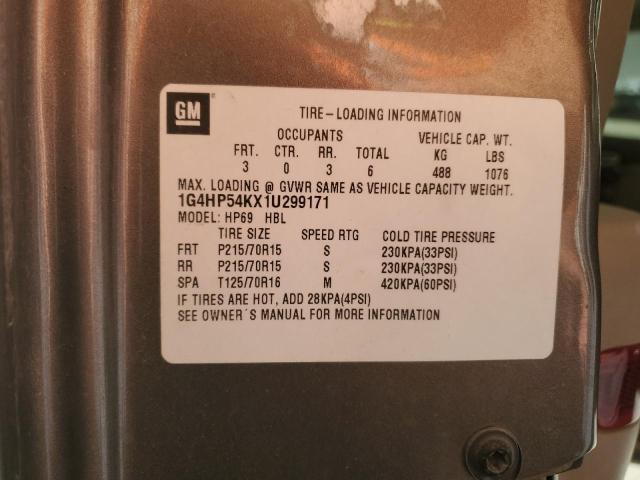 GM
TIRE-LOADING INFORMATION
OCCUPANTS VEHICLE CAP. WT.
FRT. CTR. RR. TOTAL KG LBS
3 0 3 6 488 1076
MAX. LOADING @ GVWR SAME AS VEHICLE CAPACITY WEIGHT.
1G4HP54KX1U299171
MODEL: HP69 HBL
TIRE SIZE SPEED RTG COLD TIRE PRESSURE
FRT P215/70R15 S 230KPA(33PSI)
RR P215/70R15 S 230KPA(33PSI)
SPA T125/70R16 M 420KPA(60PSI)
IF TIRES ARE HOT, ADD 28KPA(4PSI)
SEE OWNER´S MANUAL FOR MORE INFORMATION